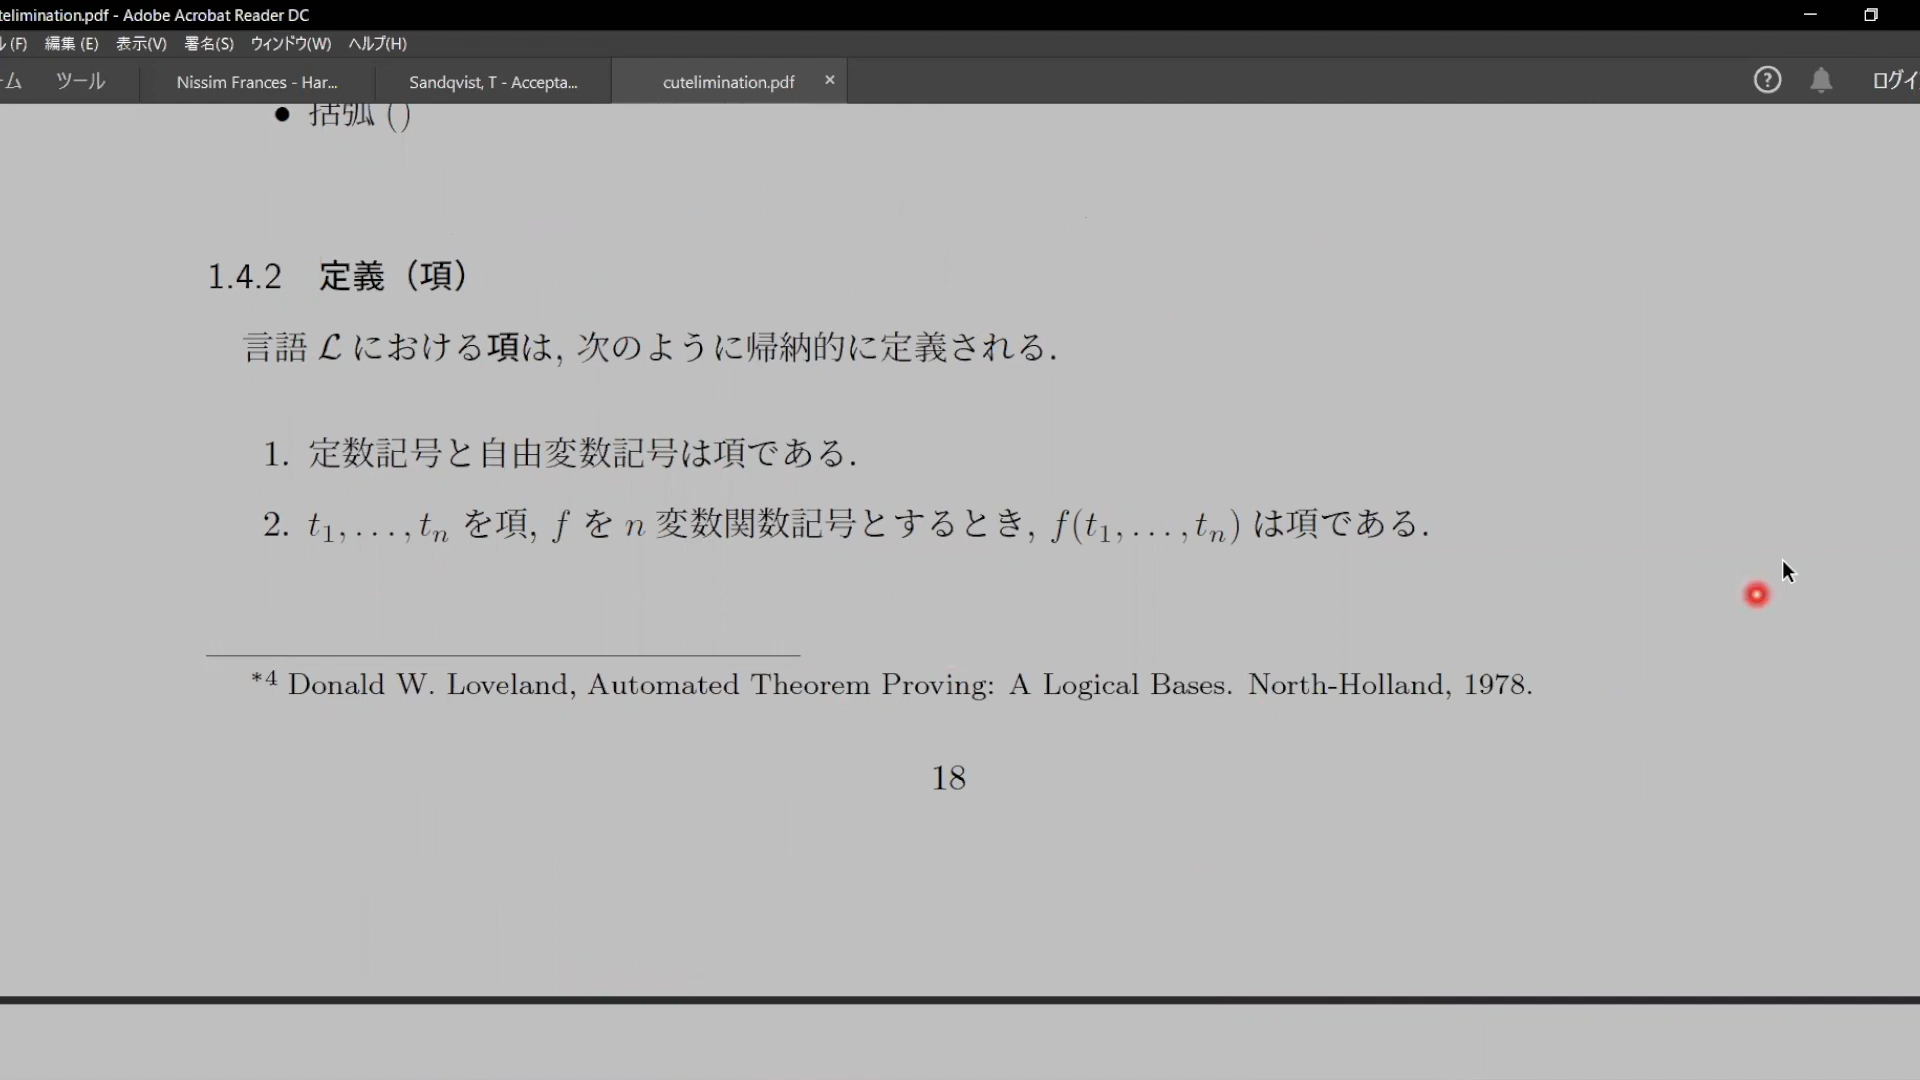 telimination.pdf - Adobe Acrobat Reader DC
(F) 編集 (E) 表示(V) 署名(S) ウィンドウ(W) ヘルプ(H)
ーム ツール Nissim Frances - Har... Sandqvist, T - Accepta... cutelimination.pdf × ? ログイ
• 括弧 ()
1.4.2 定義（項）
言語 ℒ における項は, 次のように帰納的に定義される.
1. 定数記号と自由変数記号は項である.
2. t₁, . . . , tₙ を項, f を n 変数関数記号とするとき, f(t₁, . . . , tₙ) は項である.
*4 Donald W. Loveland, Automated Theorem Proving: A Logical Bases. North-Holland, 1978.
18